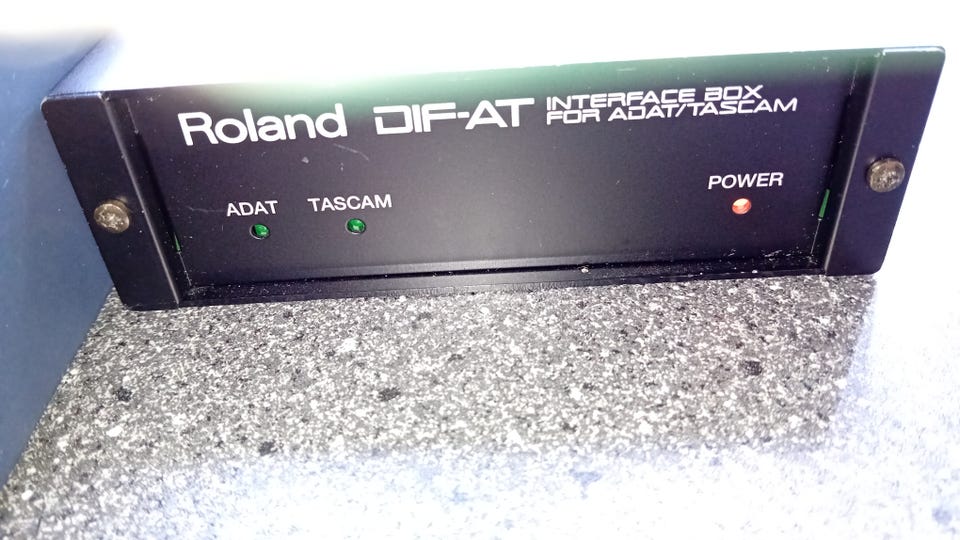 Roland DIF-AT INTERFACE BOX
FOR ADAT/TASCAM
ADAT TASCAM POWER